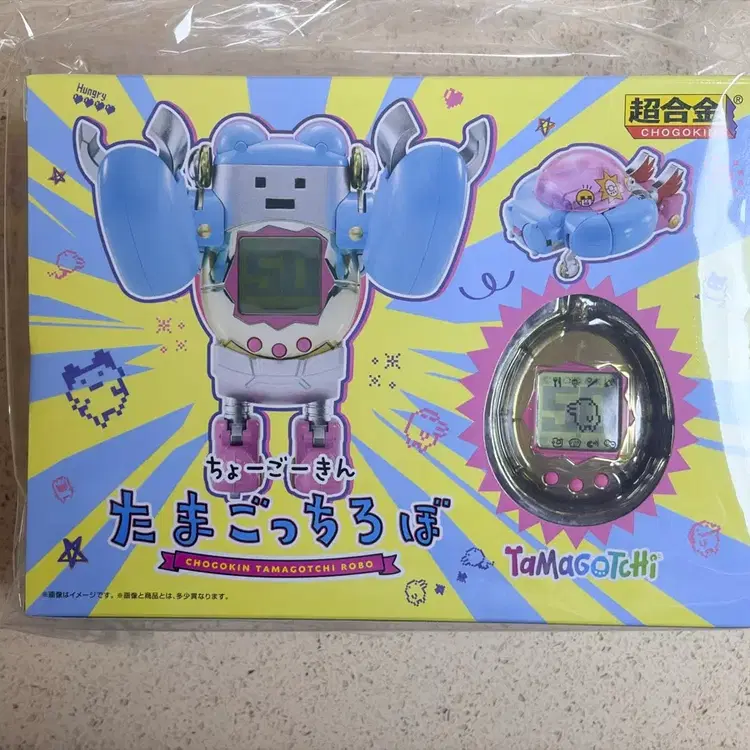 Hungry
超合金®
CHOGOKIN
ちょーごーきん
たまごっちろぼ
CHOGOKIN TAMAGOTCHI ROBO
TaMaGoTCHi
※画像はイメージです。※画像と商品とは、多少異なります。